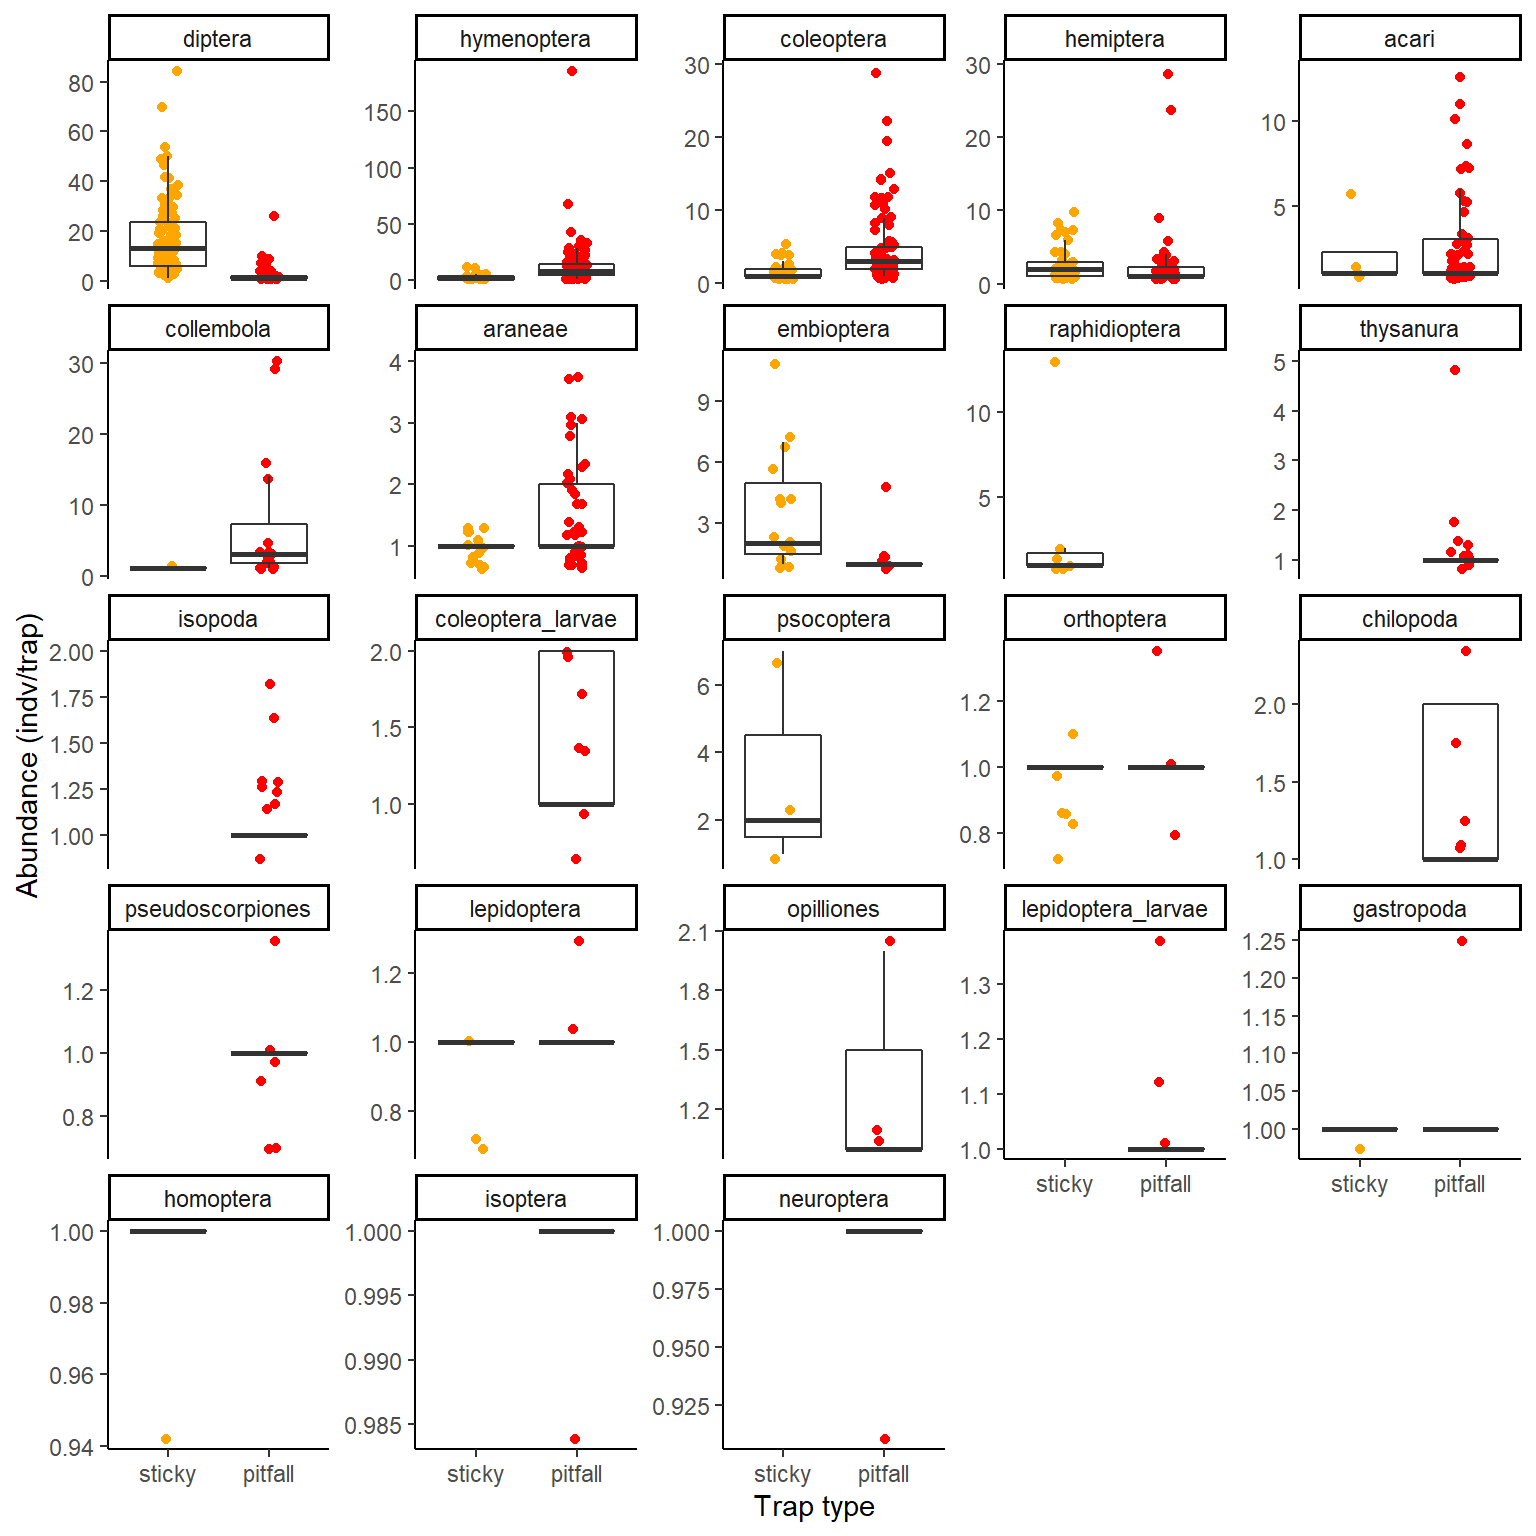 diptera
hymenoptera
coleoptera
hemiptera
acari
80
60
40
20
0
150
100
50
0
30
20
10
0
30
20
10
0
10
5
collembola
araneae
embioptera
raphidioptera
thysanura
30
20
10
0
4
3
2
1
9
6
3
10
5
5
4
3
2
1
Abundance (indv/trap)
isopoda
coleoptera_larvae
psocoptera
orthoptera
chilopoda
2.00
1.75
1.50
1.25
1.00
2.0
1.5
1.0
6
4
2
1.2
1.0
0.8
2.0
1.5
1.0
pseudoscorpiones
lepidoptera
opilliones
lepidoptera_larvae
gastropoda
1.2
1.0
0.8
1.2
1.0
0.8
2.1
1.8
1.5
1.2
1.3
1.2
1.1
1.0
1.25
1.20
1.15
1.10
1.05
1.00
sticky pitfall
sticky pitfall
homoptera
isoptera
neuroptera
1.00
0.98
0.96
0.94
1.000
0.995
0.990
0.985
1.000
0.975
0.950
0.925
sticky pitfall
sticky pitfall
sticky pitfall
Trap type